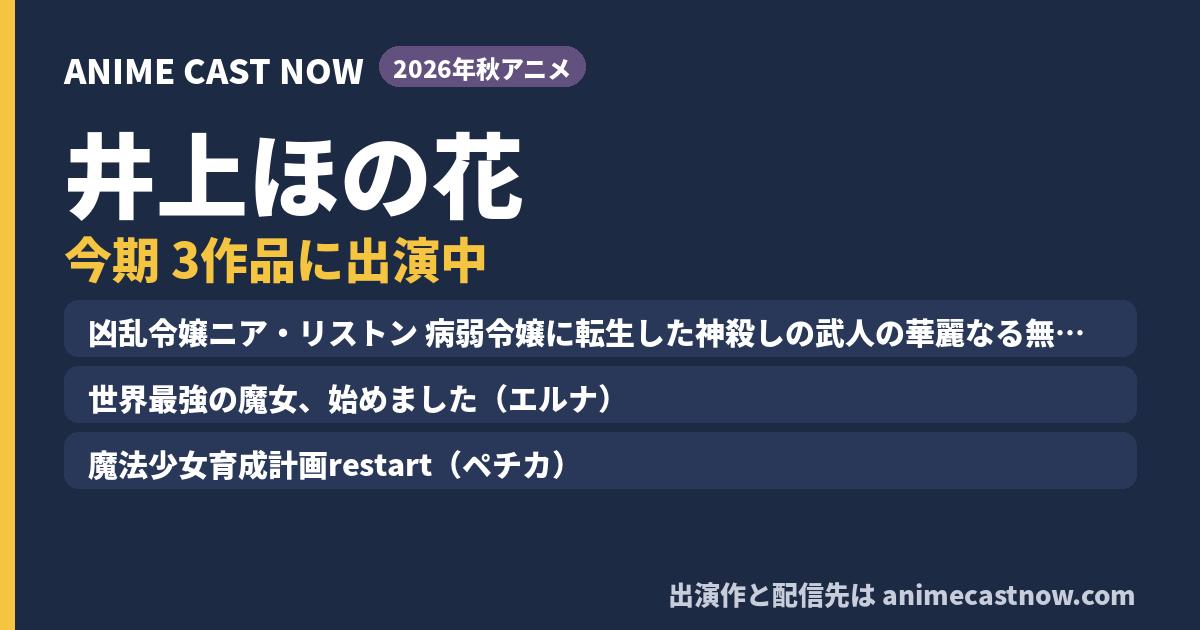 ANIME CAST NOW 2026年秋アニメ
井上ほの花
今期 3作品に出演中
凶乱令嬢ニア・リストン 病弱令嬢に転生した神殺しの武人の華麗なる無…
世界最強の魔女、始めました（エルナ）
魔法少女育成計画restart（ペチカ）
出演作と配信先は animecastnow.com